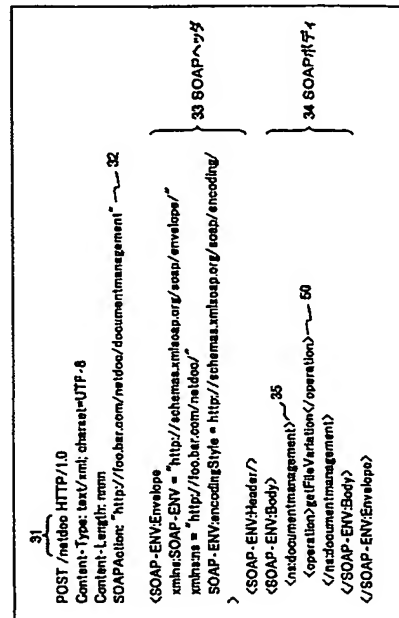 31
POST /netdoo HTTP/1.0
Content-Type: text/xml; charset=UTF-8
Content-Length: nnnn
SOAPAction: "http://foo.bar.com/netdoo/documentmanagement" 32
<SOAP-ENV:Envelope
xmlns:SOAP-ENV = "http://schemas.xmlsoap.org/soap/envelope/"
xmlns:ns = "http://foo.bar.com/netdoo/"
SOAP-ENV:encodingStyle = http://schemas.xmlsoap.org/soap/encoding/
>
33 SOAPヘッダ
<SOAP-ENV:Header/>
<SOAP-ENV:Body>
<ns:documentmanagement> 35
<operation>getFileVariation</operation> 50
</ns:documentmanagement>
</SOAP-ENV:Body>
</SOAP-ENV:Envelope>
34 SOAPボディ